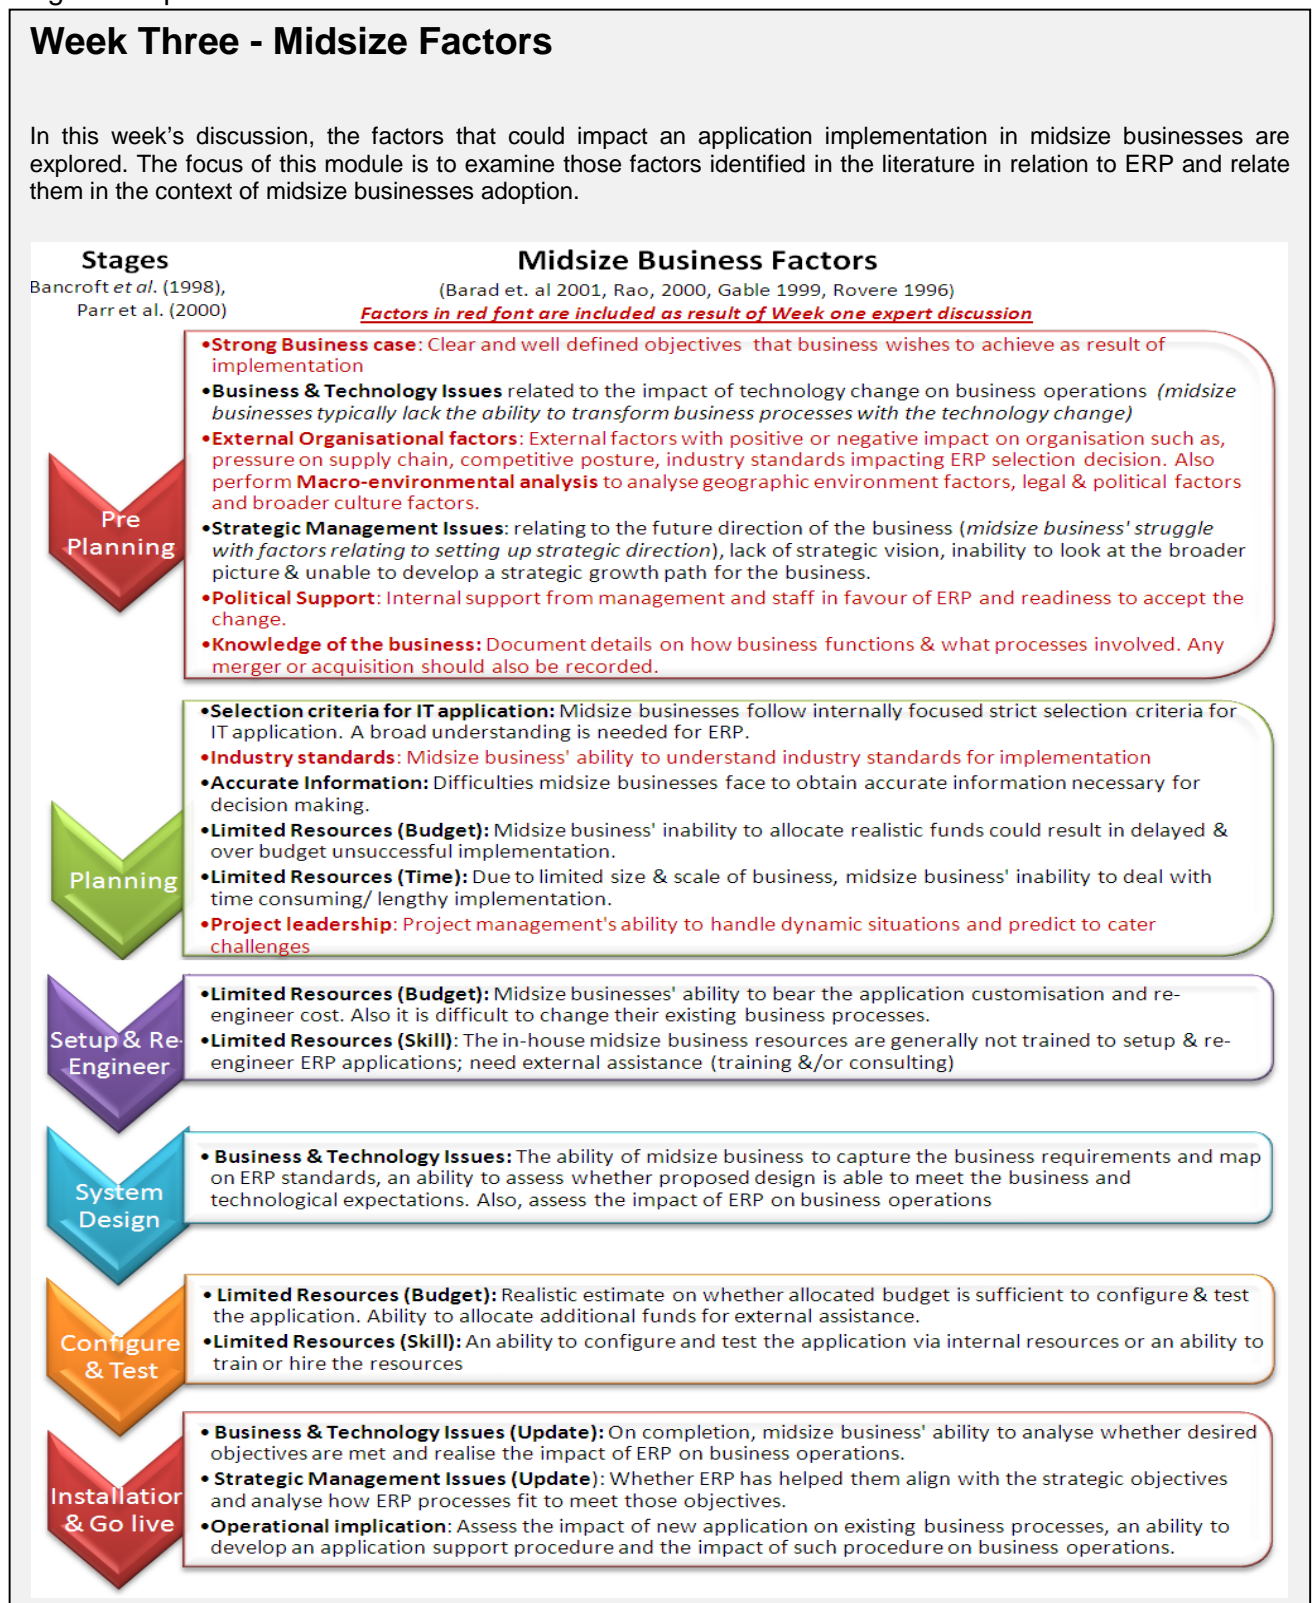 Week Three - Midsize Factors
In this week's discussion, the factors that could impact an application implementation in midsize businesses are
explored. The focus of this module is to examine those factors identified in the literature in relation to ERP and relate
them in the context of midsize businesses adoption.
Stages
Bancroft et al. (1998),
Parr et al. (2000)
Midsize Business Factors
(Barad et. al 2001, Rao, 2000, Gable 1999, Rovere 1996)
Factors in red font are included as result of Week one expert discussion
Pre
Planning
•Strong Business case: Clear and well defined objectives that business wishes to achieve as result of
implementation
•Business & Technology Issues related to the impact of technology change on business operations (midsize
businesses typically lack the ability to transform business processes with the technology change)
•External Organisational factors: External factors with positive or negative impact on organisation such as,
pressure on supply chain, competitive posture, industry standards impacting ERP selection decision. Also
perform Macro-environmental analysis to analyse geographic environment factors, legal & political factors
and broader culture factors.
•Strategic Management Issues: relating to the future direction of the business (midsize business' struggle
with factors relating to setting up strategic direction), lack of strategic vision, inability to look at the broader
picture & unable to develop a strategic growth path for the business.
•Political Support: Internal support from management and staff in favour of ERP and readiness to accept the
change.
•Knowledge of the business: Document details on how business functions & what processes involved. Any
merger or acquisition should also be recorded.
Planning
•Selection criteria for IT application: Midsize businesses follow internally focused strict selection criteria for
IT application. A broad understanding is needed for ERP.
•Industry standards: Midsize business' ability to understand industry standards for implementation
•Accurate Information: Difficulties midsize businesses face to obtain accurate information necessary for
decision making.
•Limited Resources (Budget): Midsize business' inability to allocate realistic funds could result in delayed &
over budget unsuccessful implementation.
•Limited Resources (Time): Due to limited size & scale of business, midsize business' inability to deal with
time consuming/ lengthy implementation.
•Project leadership: Project management's ability to handle dynamic situations and predict to cater
challenges
Setup & Re-
Engineer
•Limited Resources (Budget): Midsize businesses' ability to bear the application customisation and re-
engineer cost. Also it is difficult to change their existing business processes.
•Limited Resources (Skill): The in-house midsize business resources are generally not trained to setup & re-
engineer ERP applications; need external assistance (training &/or consulting)
System
Design
• Business & Technology Issues: The ability of midsize business to capture the business requirements and map
on ERP standards, an ability to assess whether proposed design is able to meet the business and
technological expectations. Also, assess the impact of ERP on business operations
Configure
& Test
• Limited Resources (Budget): Realistic estimate on whether allocated budget is sufficient to configure & test
the application. Ability to allocate additional funds for external assistance.
•Limited Resources (Skill): An ability to configure and test the application via internal resources or an ability to
train or hire the resources
Installation
& Go live
• Business & Technology Issues (Update): On completion, midsize business' ability to analyse whether desired
objectives are met and realise the impact of ERP on business operations.
• Strategic Management Issues (Update): Whether ERP has helped them align with the strategic objectives
and analyse how ERP processes fit to meet those objectives.
•Operational implication: Assess the impact of new application on existing business processes, an ability to
develop an application support procedure and the impact of such procedure on business operations.